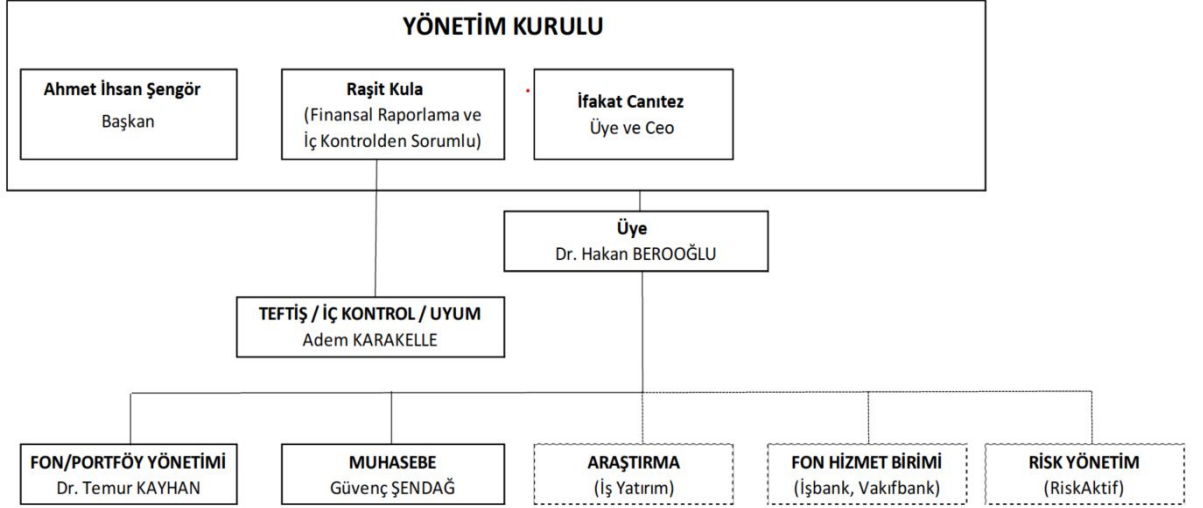 YÖNETİM KURULU
Ahmet İhsan Şengör
Başkan
Raşit Kula
(Finansal Raporlama ve
İç Kontrolden Sorumlu)
İfakat Canıtez
Üye ve Ceo
Üye
Dr. Hakan BEROOĞLU
TEFTİŞ / İÇ KONTROL / UYUM
Adem KARAKELLE
FON/PORTFÖY YÖNETİMİ
Dr. Temur KAYHAN
MUHASEBE
Güvenç ŞENDAĞ
ARAŞTIRMA
(İş Yatırım)
FON HİZMET BİRİMİ
(İşbank, Vakıfbank)
RİSK YÖNETİM
(RiskAktif)